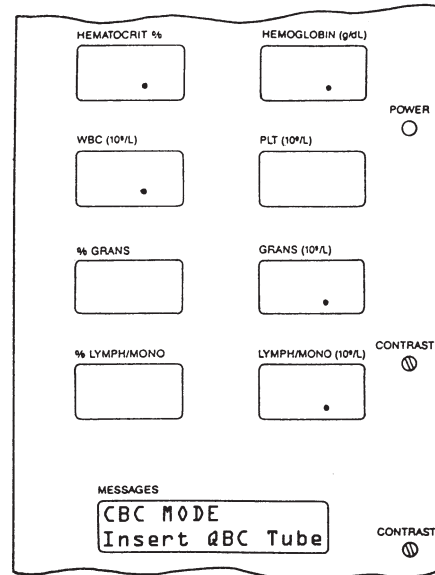 HEMATOCRIT % HEMOGLOBIN (g/dL)
POWER
WBC (10⁹/L) PLT (10⁹/L)
% GRANS GRANS (10⁹/L)
CONTRAST
% LYMPH/MONO LYMPH/MONO (10⁹/L)
MESSAGES
CBC MODE
Insert QBC Tube
CONTRAST